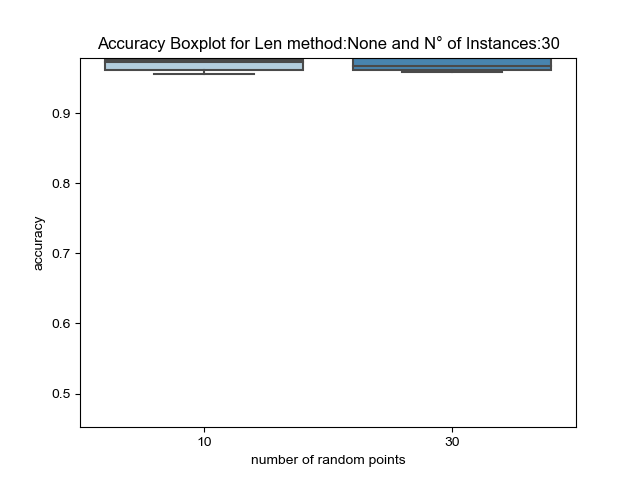 Accuracy Boxplot for Len method:None and N° of Instances:30
0.9
0.8
0.7
0.6
0.5
accuracy
10
30
number of random points